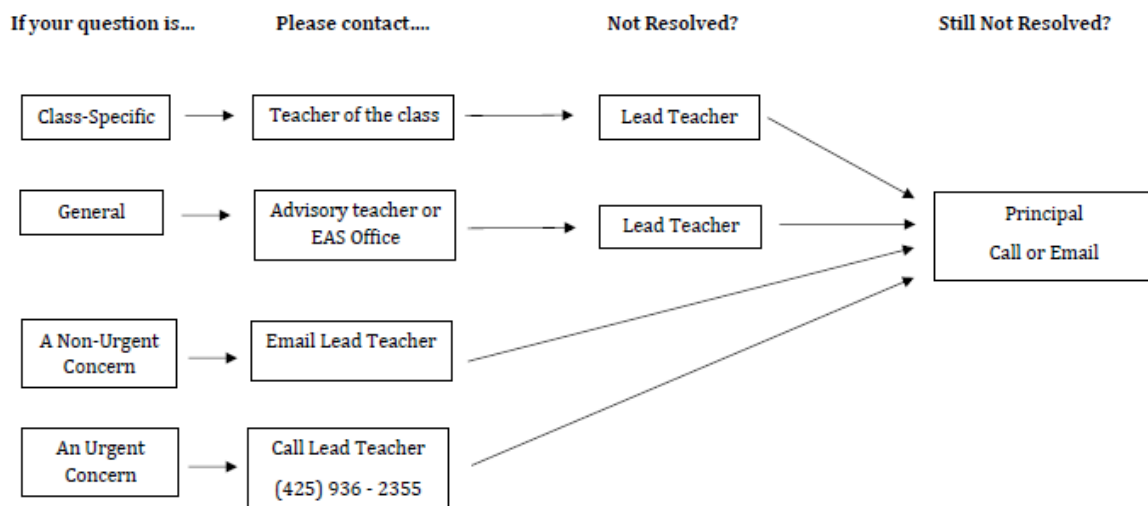 If your question is...
Please contact....
Not Resolved?
Still Not Resolved?
Class-Specific
Teacher of the class
Lead Teacher
General
Advisory teacher or
EAS Office
Lead Teacher
Principal
Call or Email
A Non-Urgent
Concern
Email Lead Teacher
An Urgent
Concern
Call Lead Teacher
(425) 936 - 2355